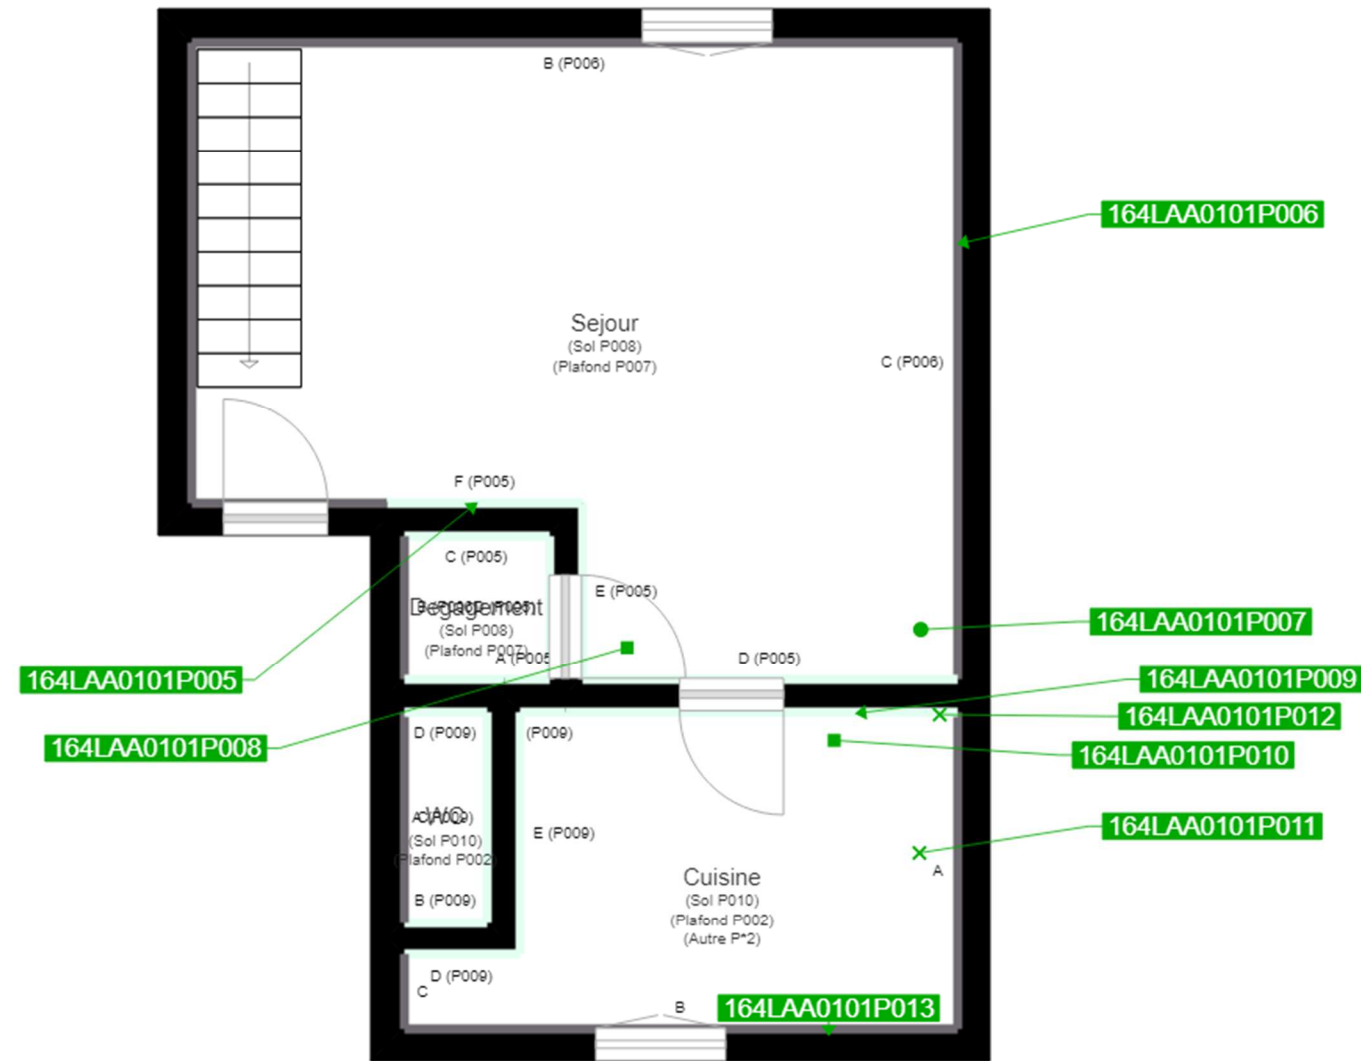 B (P006)
164LAA0101P006
Sejour
(Sol P008)
(Plafond P007)
C (P006)
F (P005)
C (P005)
E (P005)
Degagement
(Sol P008)
(Plafond P007)
164LAA0101P007
A (P005
D (P005)
164LAA0101P005
164LAA0101P009
164LAA0101P012
164LAA0101P008
D (P009)
(P009)
164LAA0101P010
WC
(Sol P010)
(Plafond P002)
E (P009)
164LAA0101P011
A
Cuisine
(Sol P010)
(Plafond P002)
(Autre P*2)
B (P009)
D (P009)
C
B
164LAA0101P013